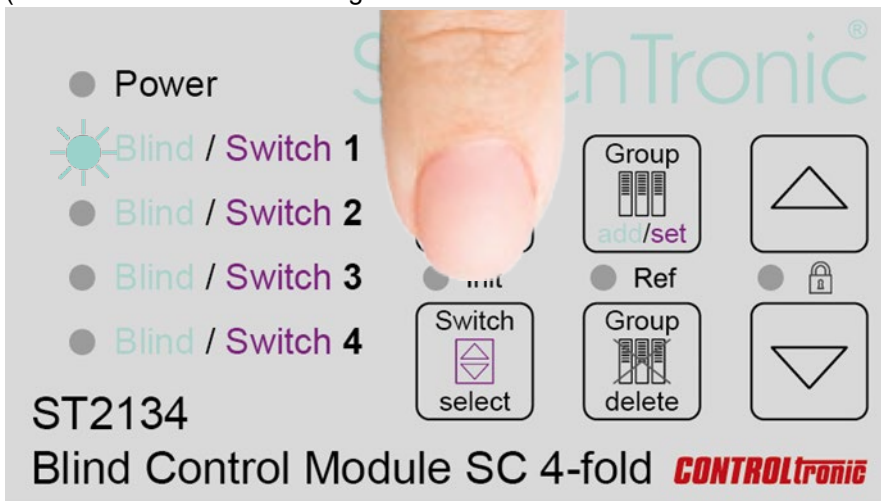 Power
Blind / Switch 1
Blind / Switch 2
Blind / Switch 3
Blind / Switch 4
Group
add/set
Init
Ref
Switch
select
Group
delete
ST2134
Blind Control Module SC 4-fold CONTROLtronic